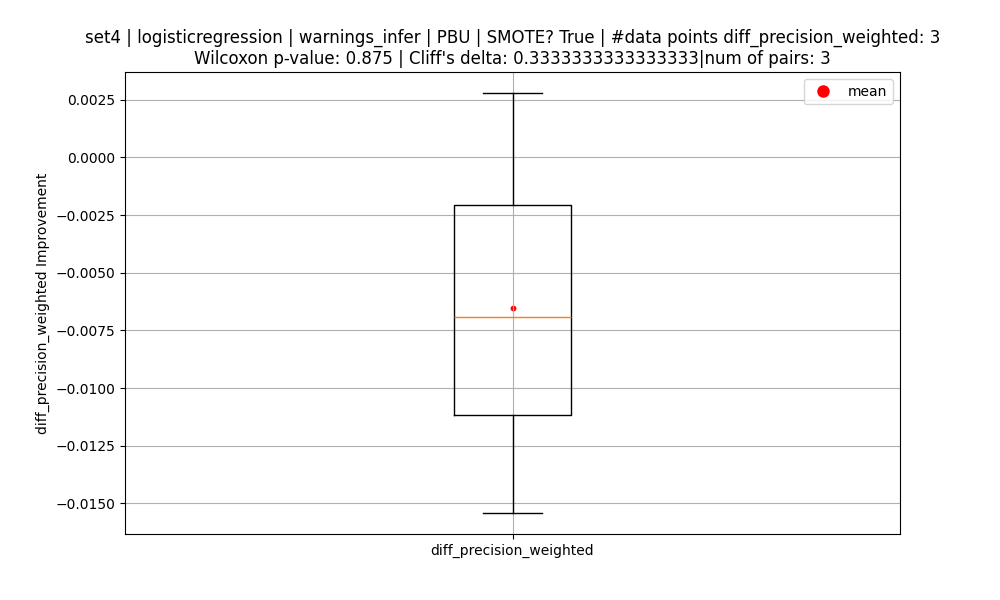 set4 | logisticregression | warnings_infer | PBU | SMOTE? True | #data points diff_precision_weighted: 3
Wilcoxon p-value: 0.875 | Cliff's delta: 0.3333333333333333|num of pairs: 3
mean
diff_precision_weighted Improvement
0.0025
0.0000
−0.0025
−0.0050
−0.0075
−0.0100
−0.0125
−0.0150
diff_precision_weighted